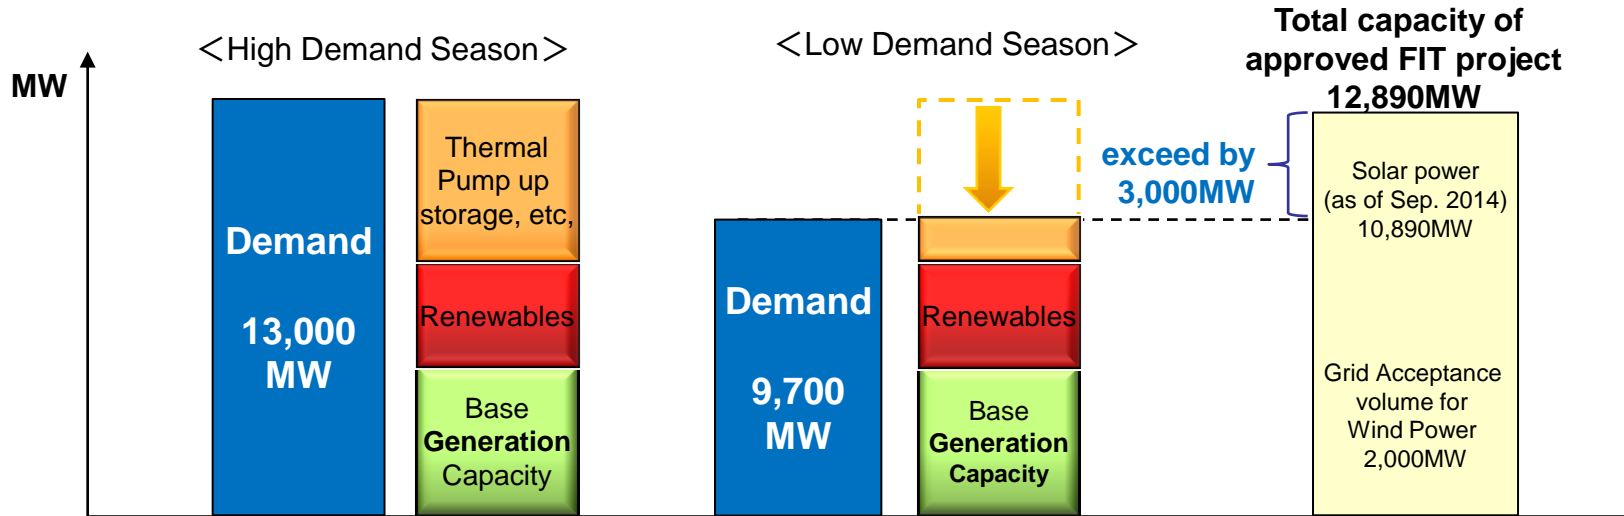 MW
<High Demand Season>
Demand
13,000
MW
Thermal
Pump up
storage, etc,
Renewables
Base
Generation
Capacity
<Low Demand Season>
Demand
9,700
MW
Renewables
Base
Generation
Capacity
exceed by
3,000MW
Total capacity of
approved FIT project
12,890MW
Solar power
(as of Sep. 2014)
10,890MW
Grid Acceptance
volume for
Wind Power
2,000MW